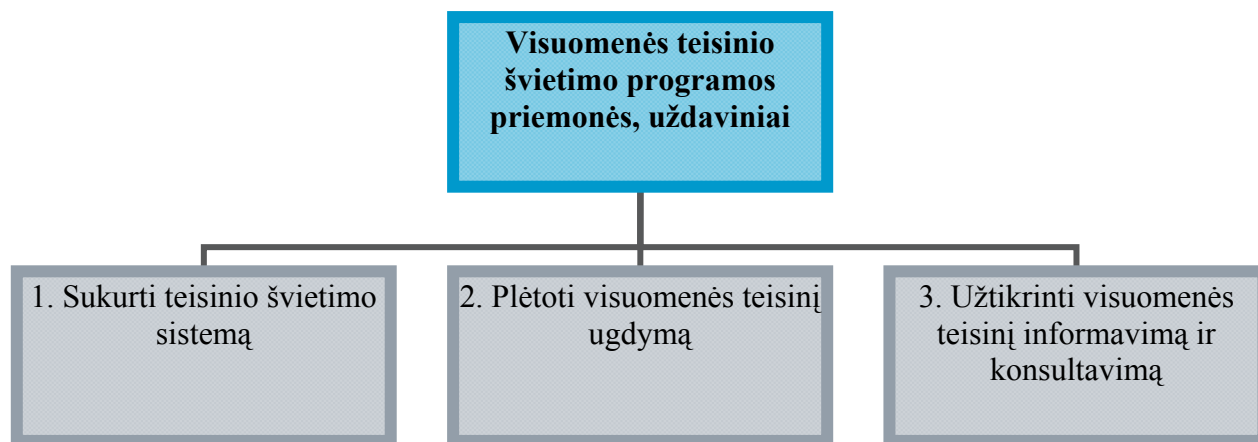 Visuomenės teisinio
švietimo programos
priemonės, uždaviniai
1. Sukurti teisinio švietimo
sistemą
2. Plėtoti visuomenės teisinį
ugdymą
3. Užtikrinti visuomenės
teisinį informavimą ir
konsultavimą